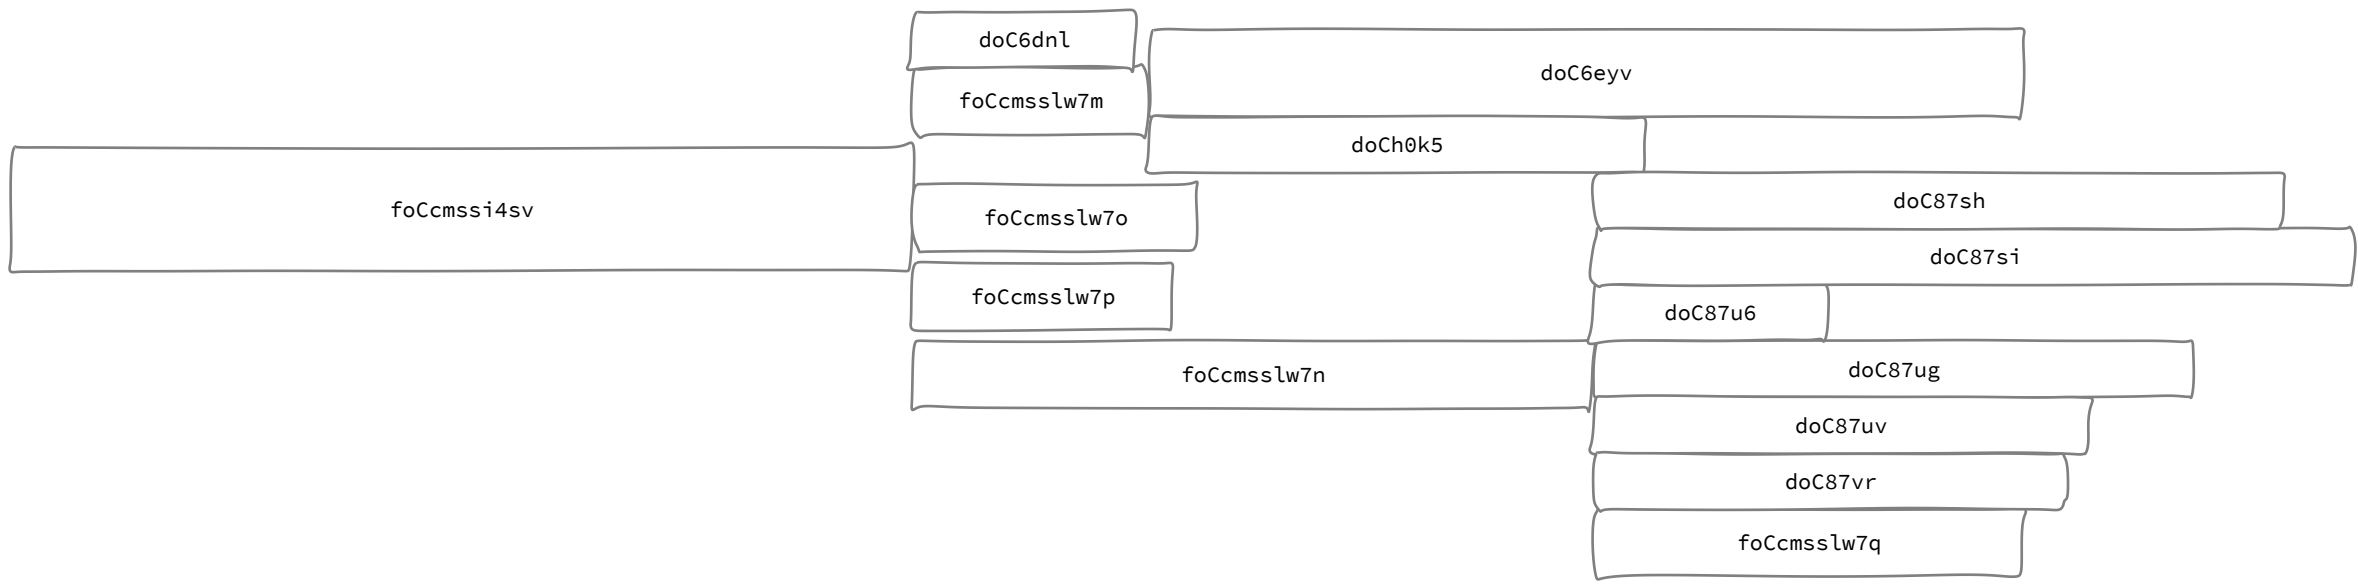 doC6dnl
doC6eyv
foCcmsslw7m
doCh0k5
doC87sh
foCcmssi4sv
foCcmsslw7o
doC87si
foCcmsslw7p
doC87u6
foCcmsslw7n
doC87ug
doC87uv
doC87vr
foCcmsslw7q